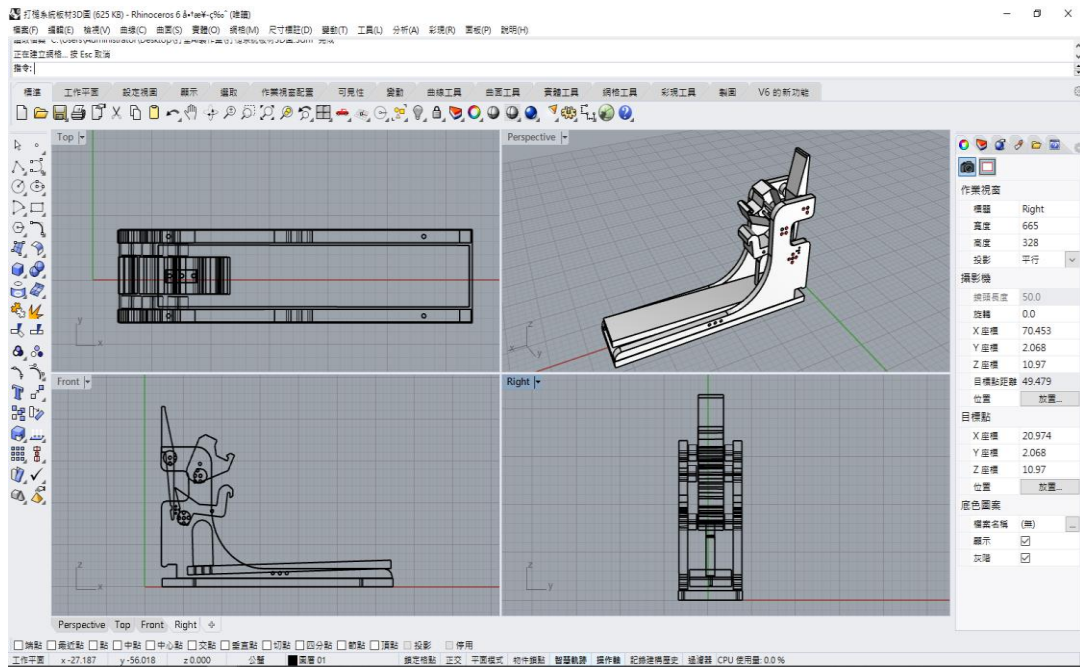 打槍系統板材3D圖 (625 KB) - Rhinoceros 6
檔案(F) 編輯(E) 檢視(V) 曲線(C) 曲面(S) 實體(O) 網格(M) 尺寸標註(D) 變動(T) 工具(L) 分析(A) 彩現(R) 面板(P) 說明(H)
正在建立網格... 按 Esc 取消
指令:
標準 工作平面 設定視圖 顯示 選取 作業視窗配置 可見性 變動 曲線工具 曲面工具 實體工具 網格工具 彩現工具 製圖 V6 的新功能
Top
Perspective
z
y
x
作業視窗
標題 Right
寬度 665
高度 328
投影 平行
攝影機
鏡頭長度 50.0
旋轉 0.0
X 座標 70.453
Y 座標 2.068
Z 座標 10.97
目標點距離 49.479
位置 放置...
目標點
X 座標 20.974
Y 座標 2.068
Z 座標 10.97
位置 放置...
底色圖案
檔案名稱 (無) ...
顯示
灰階
y
x
Front
Right
z
x
z
y
Perspective Top Front Right
端點 最近點 點 中點 中心點 交點 垂直點 切點 四分點 節點 頂點 投影 停用
工作平面 x -27.187 y -56.018 z 0.000 公釐 圖層 01 鎖定格點 正交 平面模式 物件鎖點 智慧軌跡 操作軸 記錄建構歷史 過濾器 CPU 使用量: 0.0 %